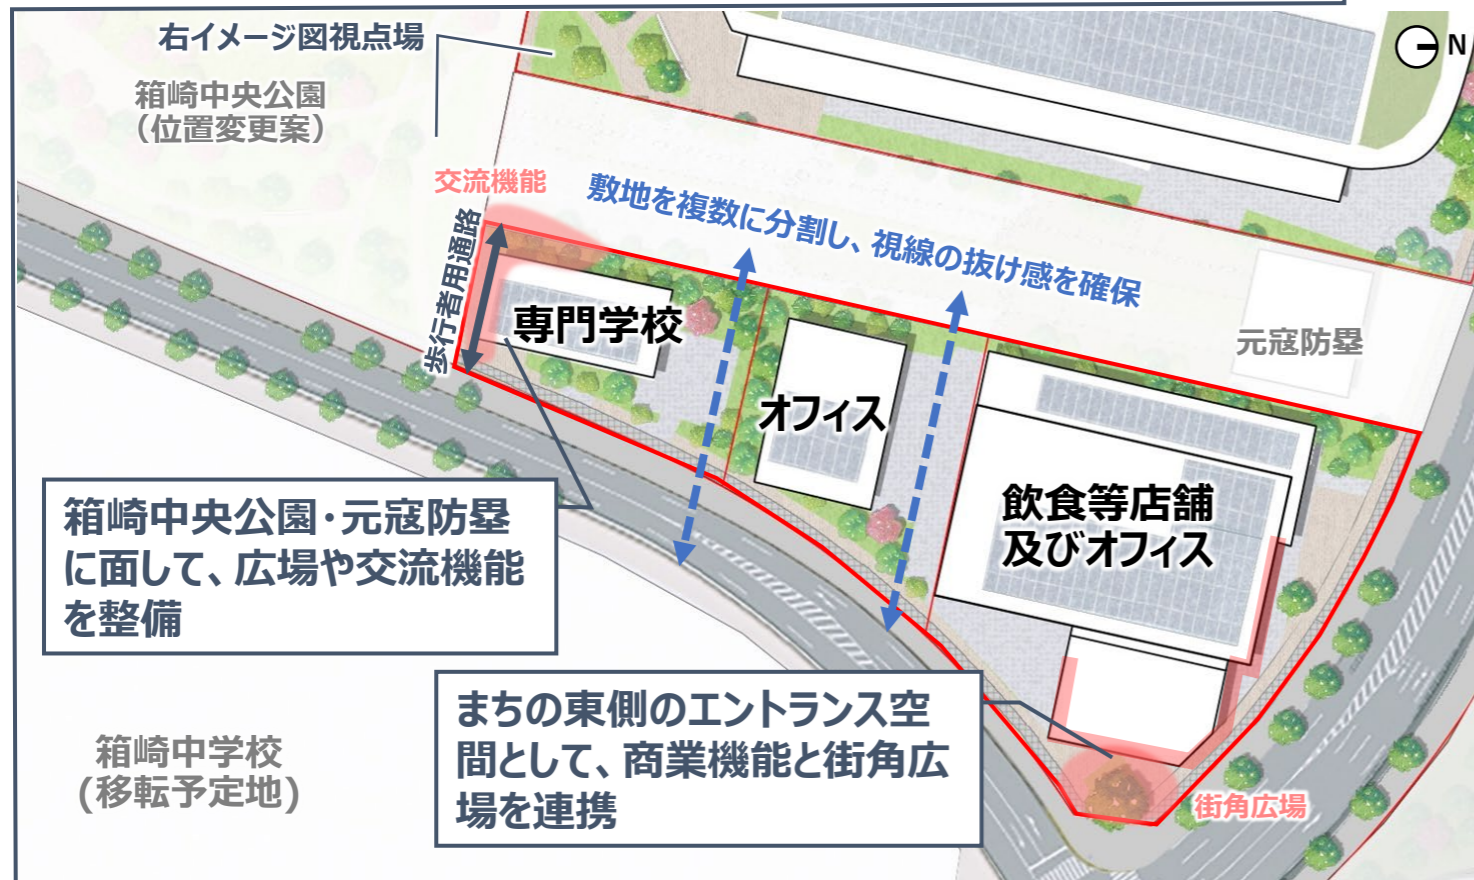 右イメージ図視点場
N
箱崎中央公園
（位置変更案）
交流機能
敷地を複数に分割し、視線の抜け感を確保
歩行者用通路
専門学校
元寇防塁
オフィス
飲食等店舗
及びオフィス
箱崎中央公園・元寇防塁
に面して、広場や交流機能
を整備
まちの東側のエントランス空
間として、商業機能と街角広
場を連携
箱崎中学校
(移転予定地)
街角広場